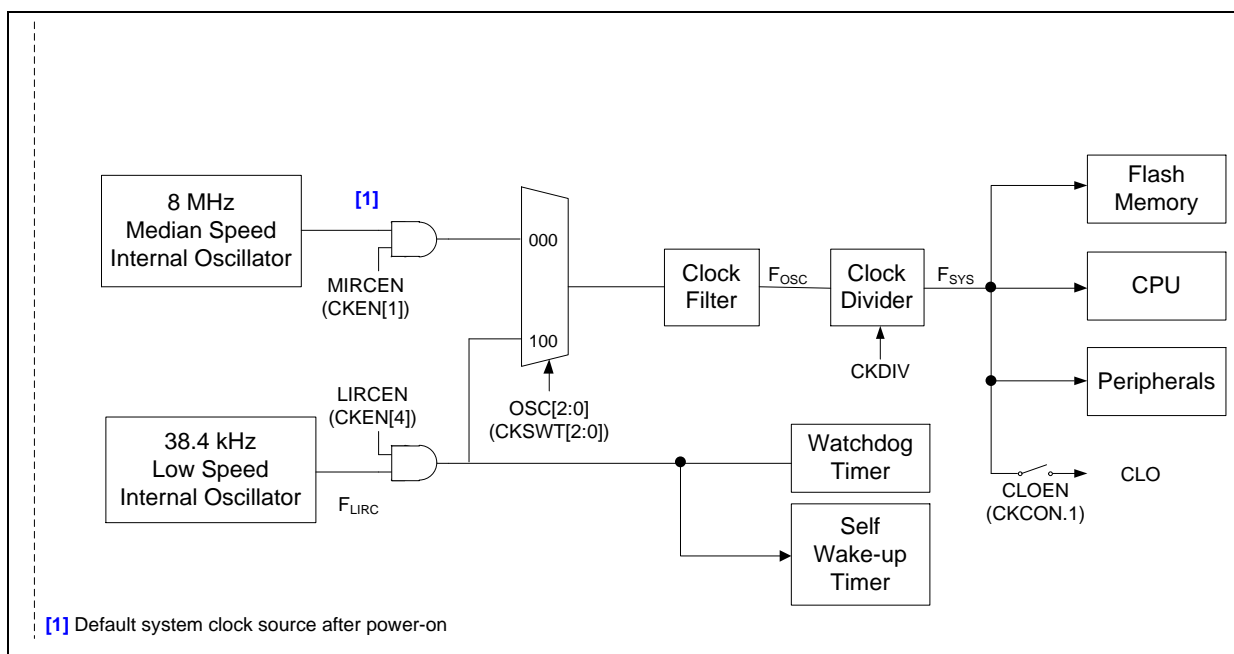 8 MHz
Median Speed
Internal Oscillator
[1]
MIRCEN
(CKEN[1])
000
100
OSC[2:0]
(CKSWT[2:0])
Clock
Filter
FOSC
Clock
Divider
CKDIV
FSYS
Flash
Memory
CPU
Peripherals
CLOEN
(CKCON.1)
CLO
38.4 kHz
Low Speed
Internal Oscillator
LIRCEN
(CKEN[4])
FLIRC
Watchdog
Timer
Self
Wake-up
Timer
[1] Default system clock source after power-on